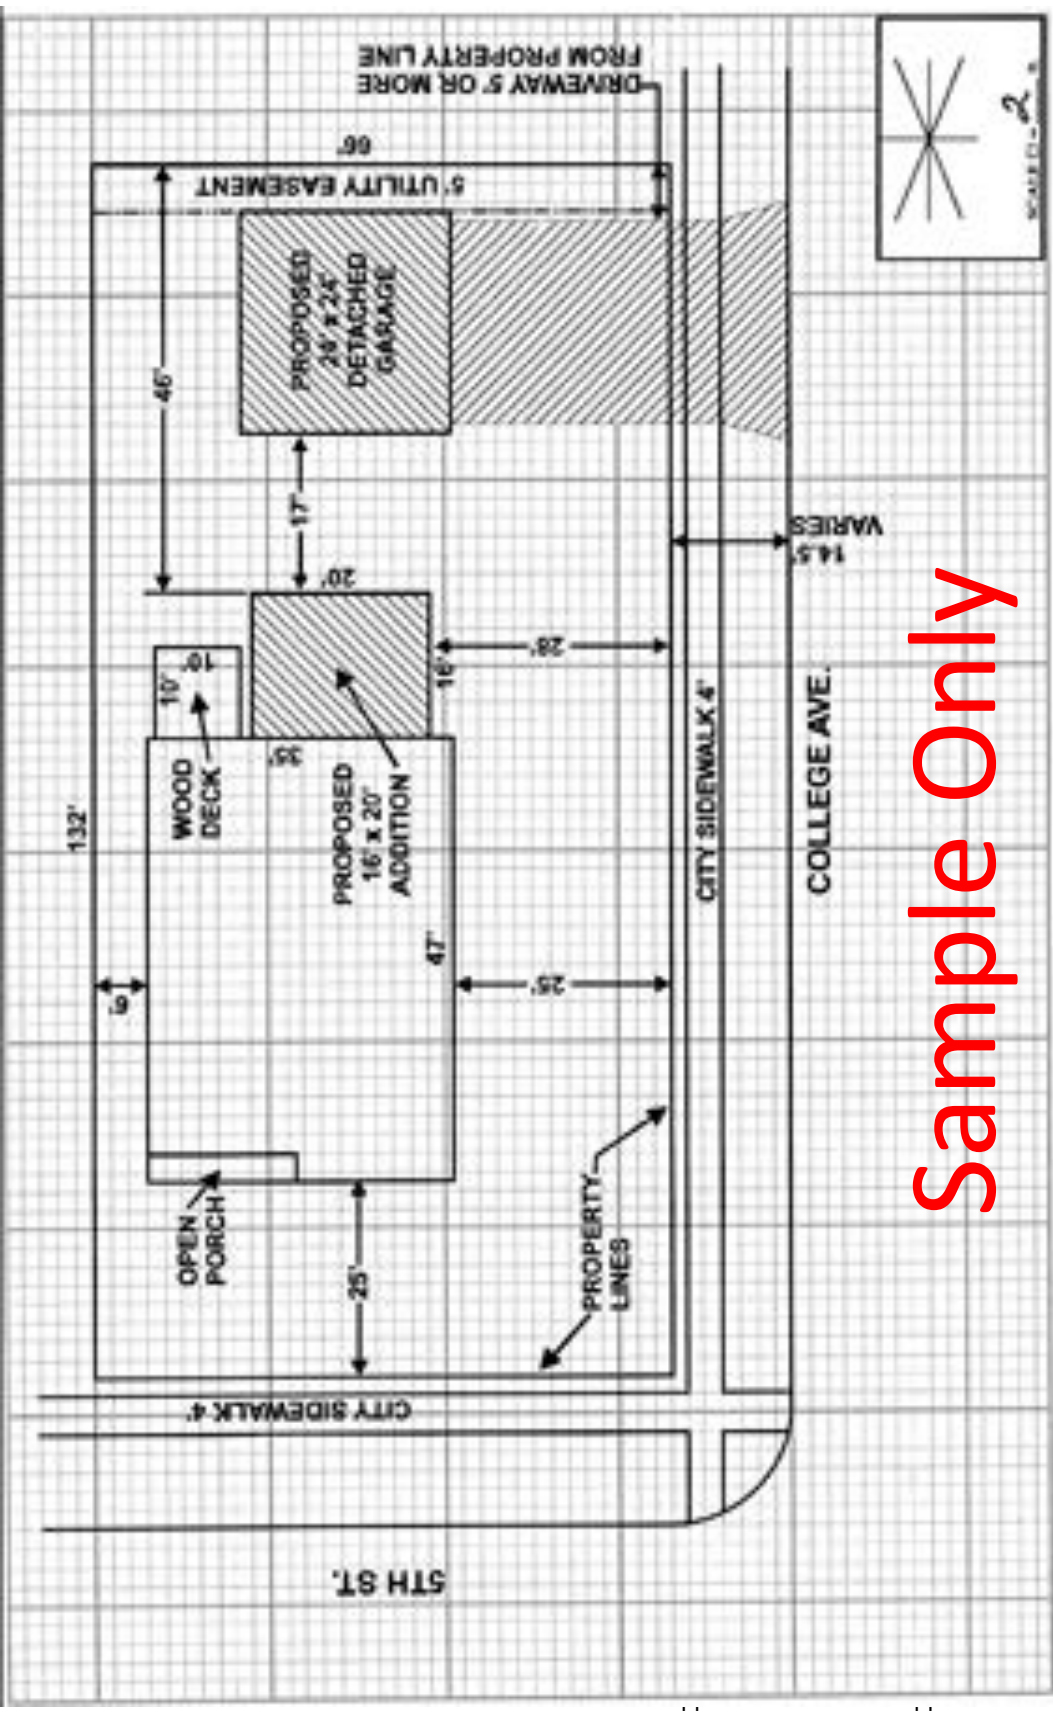 DRIVEWAY 5' OR MORE
FROM PROPERTY LINE
66'
5' UTILITY EASEMENT
46'
PROPOSED
24'
DETACHED
GARAGE
17'
20'
10'
10'
16'
28'
14.5'
VARIES
35'
WOOD
DECK
PROPOSED
16' x 20'
ADDITION
132'
47'
6'
25'
CITY SIDEWALK 4'
COLLEGE AVE.
OPEN
PORCH
25'
PROPERTY
LINES
CITY SIDEWALK 4'
5TH ST.
2
Sample Only